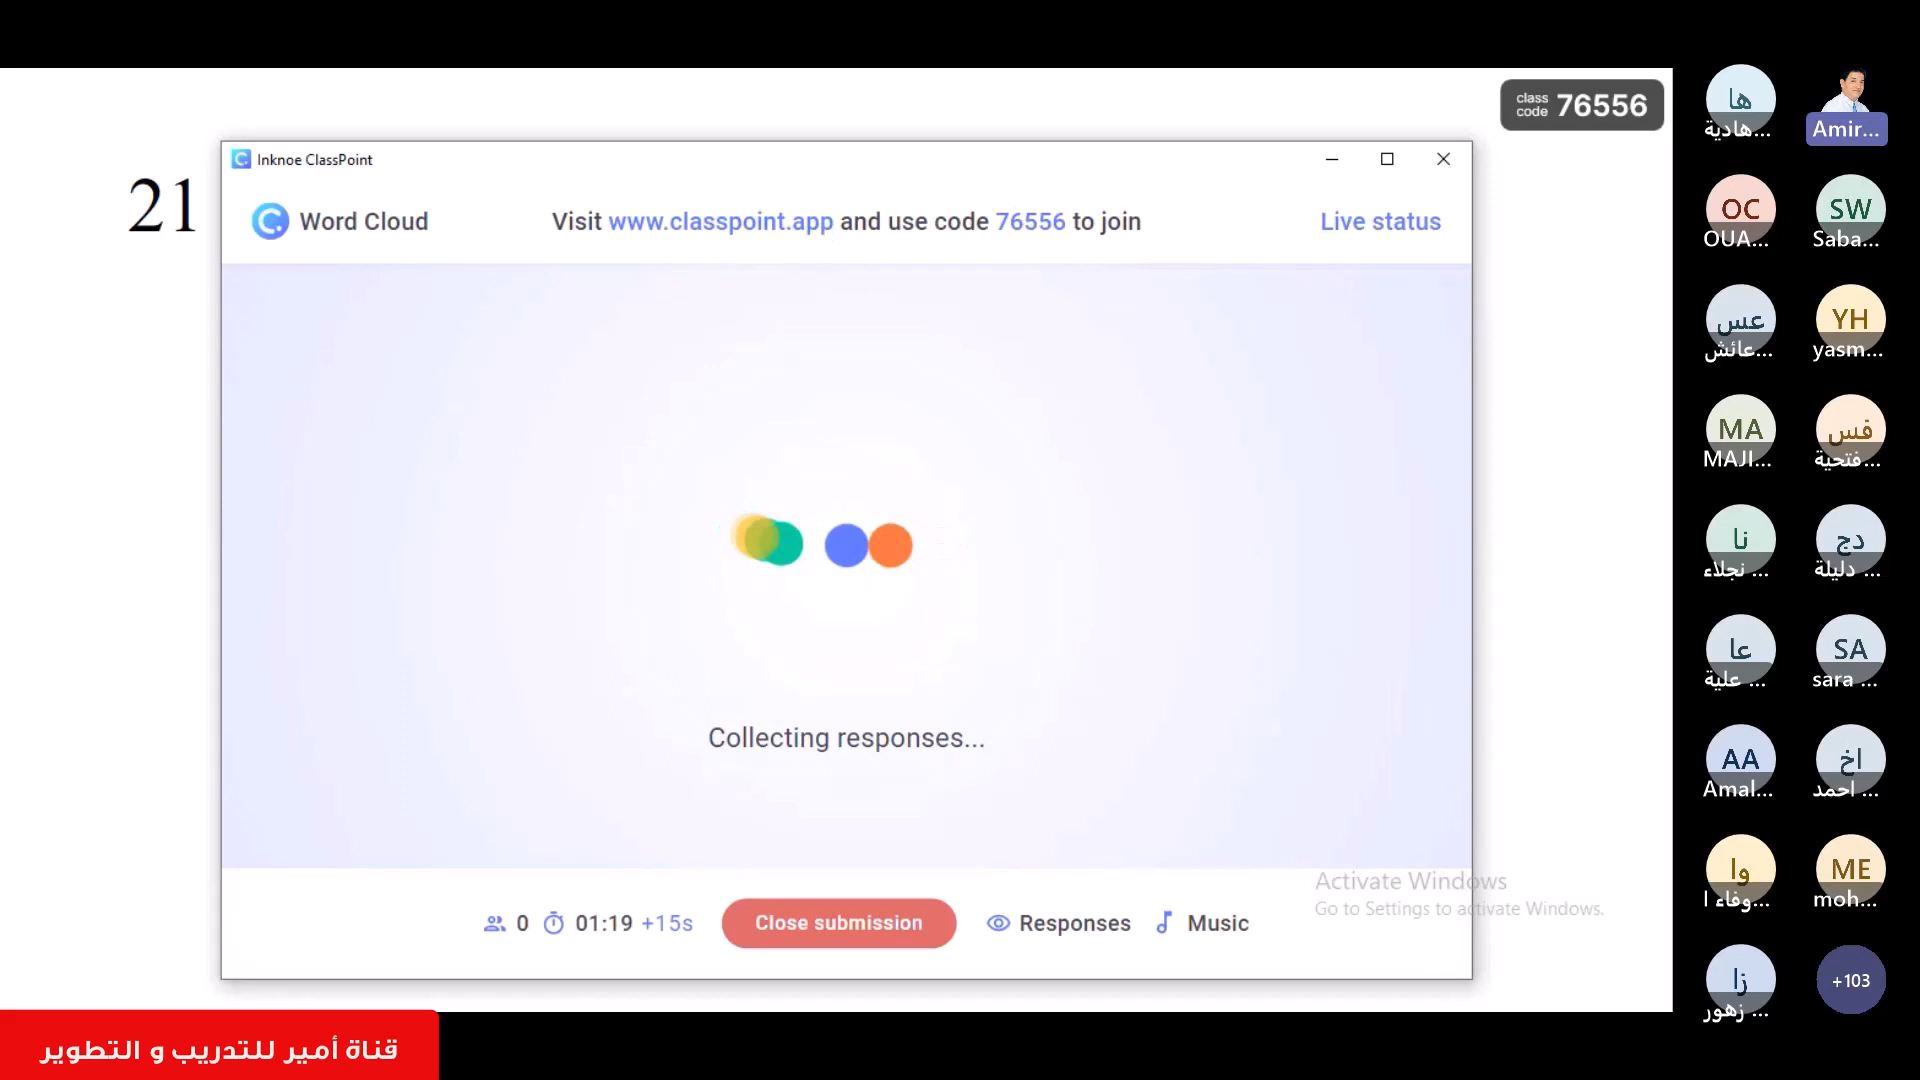 class code 76556
21
Inknoe ClassPoint
Word Cloud
Visit www.classpoint.app and use code 76556 to join
Live status
Collecting responses...
0 01:19 +15s
Close submission
Responses
Music
Activate Windows
Go to Settings to activate Windows.
ها
هادية...
Amir...
OC
OUA...
SW
Saba...
عس
عائش...
YH
yasm...
MA
MAJI...
فس
فتحية...
نا
نجلاء ...
دج
دليلة ...
عا
علية ...
SA
sara ...
AA
Amal...
اخ
احمد ...
وا
وفاء ا...
ME
moh...
زا
زهور ...
+103
قناة أمير للتدريب و التطوير